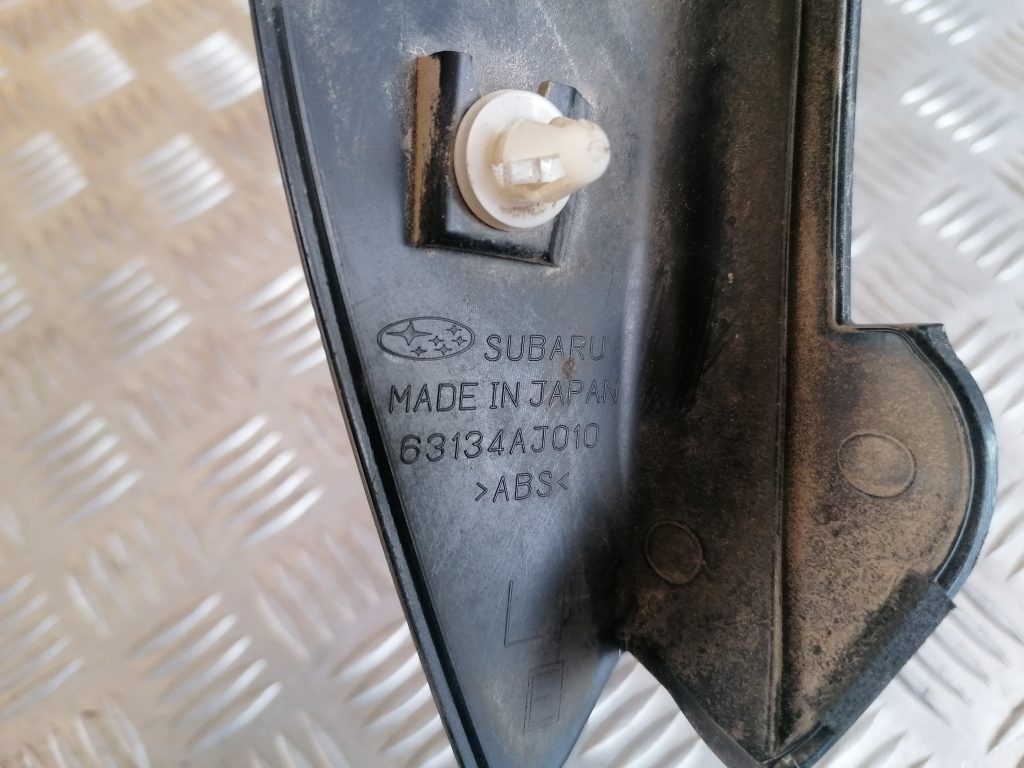 SUBARU
MADE IN JAPAN
63134AJ010
>ABS<
L